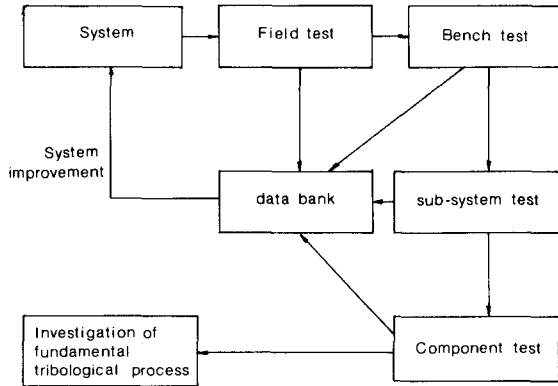 System
Field test
Bench test
System
improvement
data bank
sub-system test
Investigation of
fundamental
tribological process
Component test